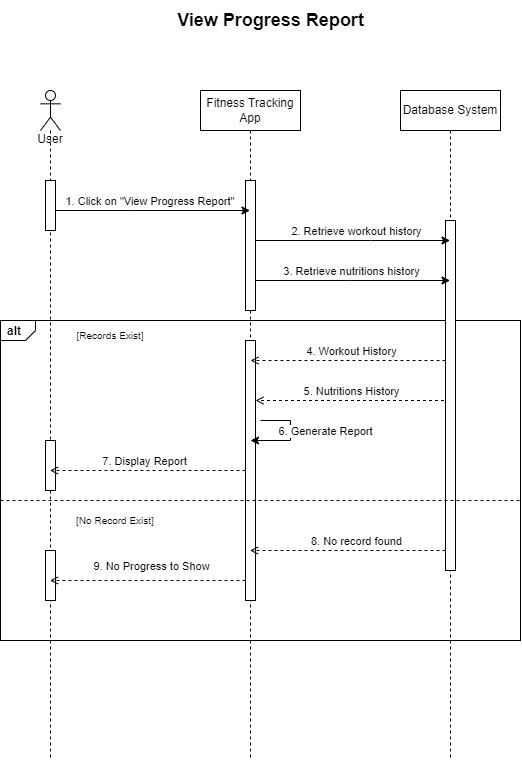 View Progress Report
Fitness Tracking
App
Database System
User
1. Click on "View Progress Report"
2. Retrieve workout history
3. Retrieve nutritions history
alt
[Records Exist]
4. Workout History
5. Nutritions History
6. Generate Report
7. Display Report
[No Record Exist]
8. No record found
9. No Progress to Show